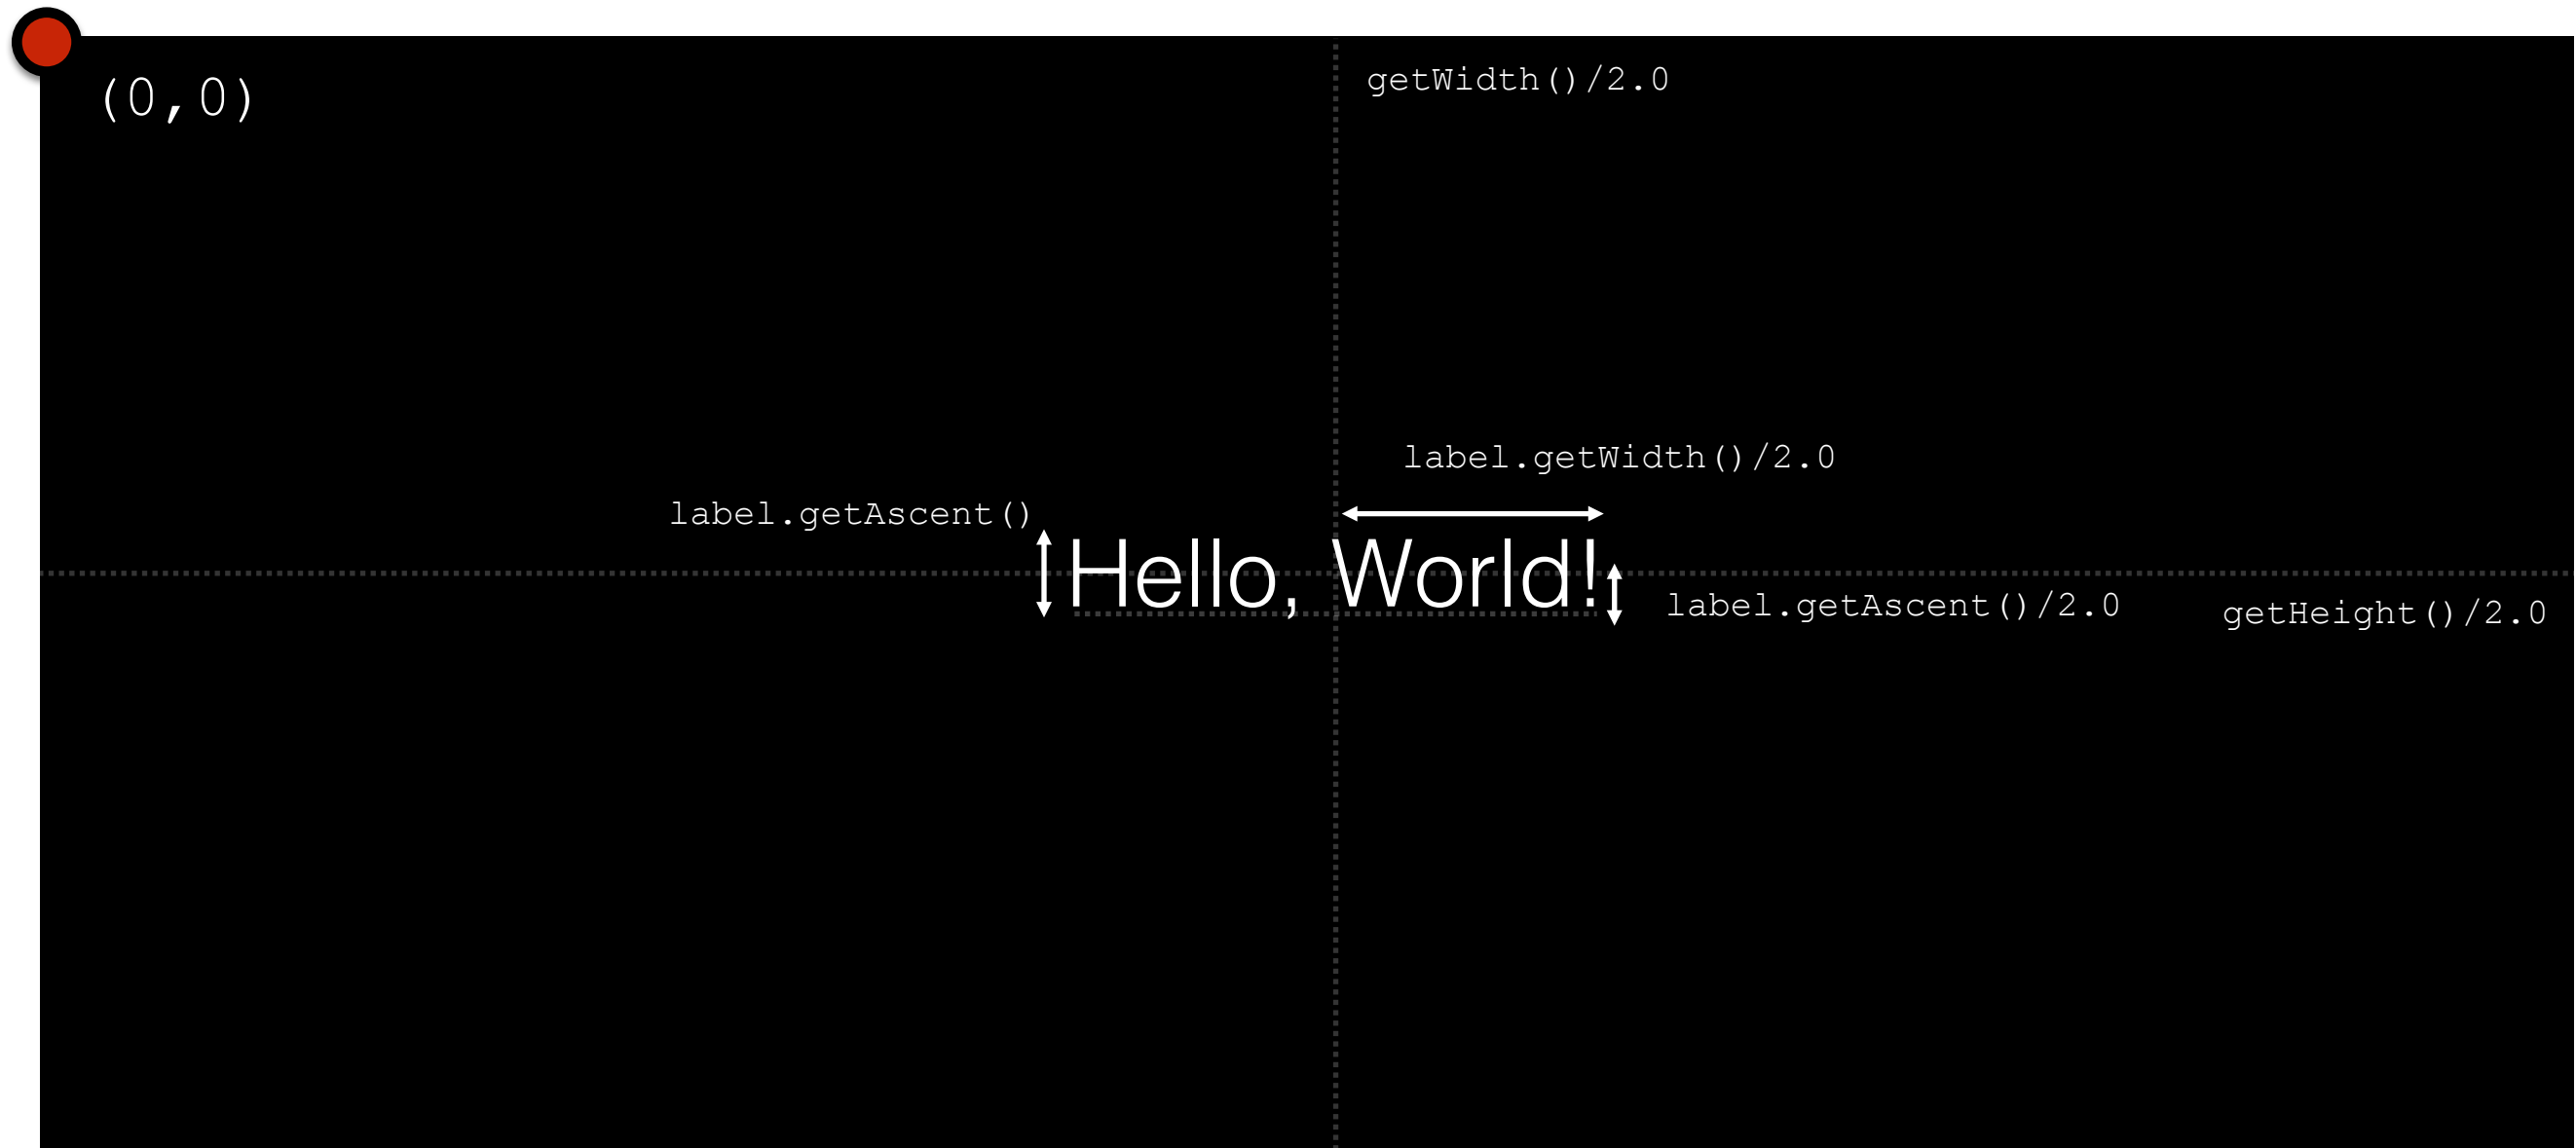 (0,0)
getWidth()/2.0
label.getWidth()/2.0
label.getAscent()
Hello, World!
label.getAscent()/2.0
getHeight()/2.0